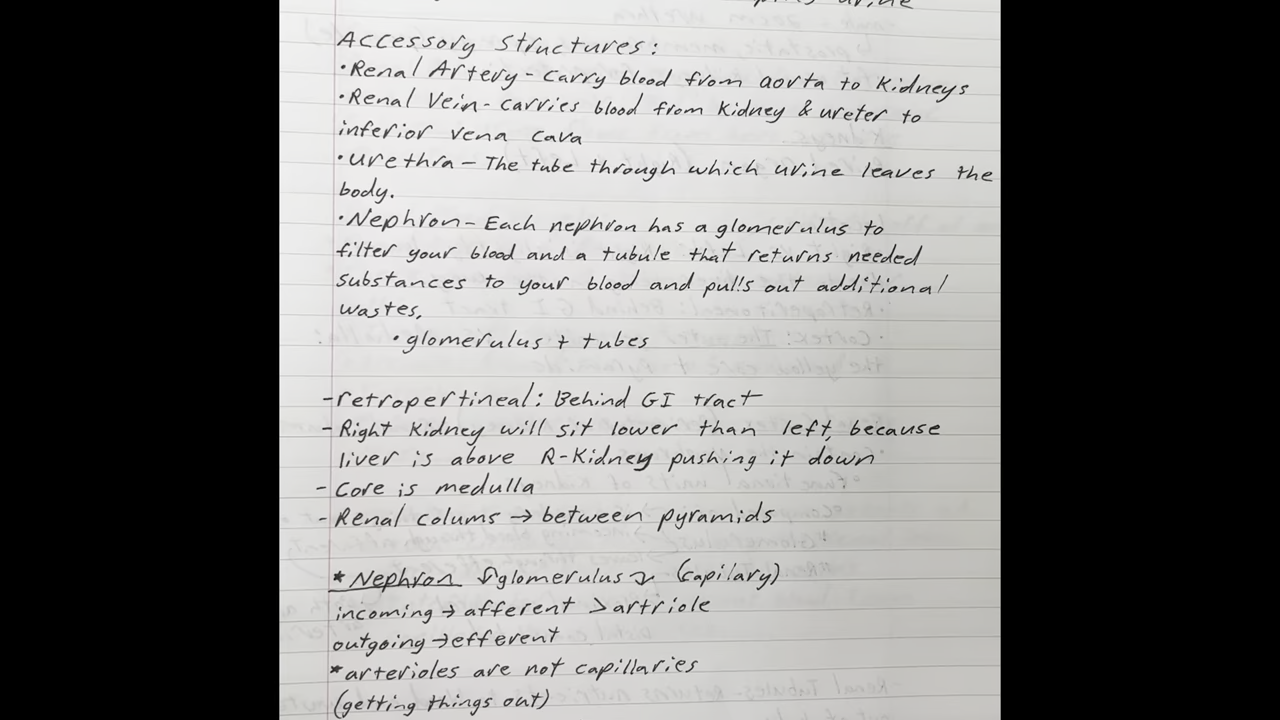 urine
Accessory Structures:
•Renal Artery - Carry blood from aorta to Kidneys
•Renal Vein - Carries blood from Kidney & ureter to
inferior vena cava
•Urethra - The tube through which urine leaves the
body.
•Nephron - Each nephron has a glomerulus to
filter your blood and a tubule that returns needed
substances to your blood and pulls out additional
wastes.
•glomerulus + tubes
-retropertineal: Behind GI tract
-Right Kidney will sit lower than left, because
liver is above R-Kidney pushing it down
-Core is medulla
-Renal colums → between pyramids
*Nephron glomerulus (capilary)
incoming → afferent > artriole
outgoing → efferent
*arterioles are not capillaries
(getting things out)